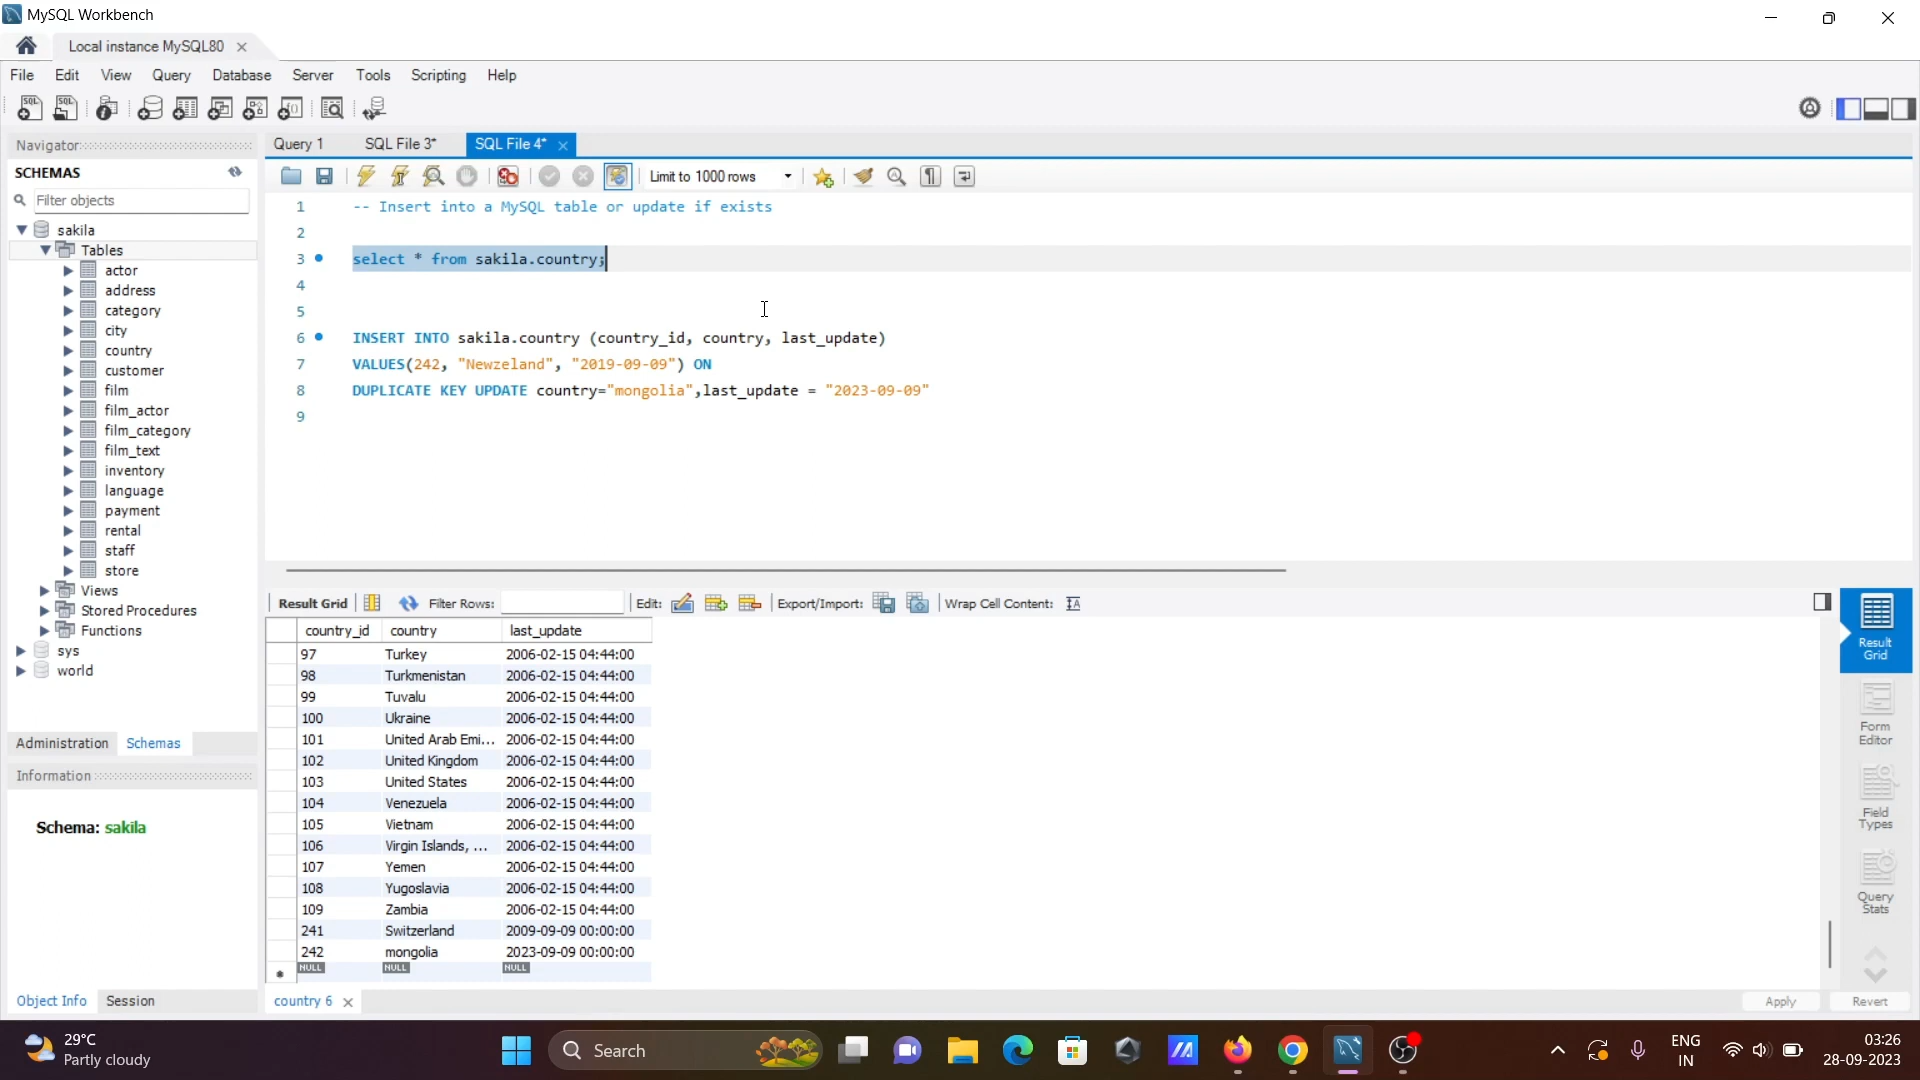 MySQL Workbench
Local instance MySQL80
File Edit View Query Database Server Tools Scripting Help
Navigator
Query 1 SQL File 3* SQL File 4*
SCHEMAS
Limit to 1000 rows
Filter objects
sakila
Tables
actor
address
category
city
country
customer
film
film_actor
film_category
film_text
inventory
language
payment
rental
staff
store
Views
Stored Procedures
Functions
sys
world
Administration Schemas
Information
Schema: sakila
Object Info Session
1 -- Insert into a MySQL table or update if exists
2
3 select * from sakila.country;
4
5
6 INSERT INTO sakila.country (country_id, country, last_update)
7 VALUES(242, "Newzeland", "2019-09-09") ON
8 DUPLICATE KEY UPDATE country="mongolia",last_update = "2023-09-09"
9
Result Grid Filter Rows: Edit: Export/Import: Wrap Cell Content:
country_id country last_update
97 Turkey 2006-02-15 04:44:00
98 Turkmenistan 2006-02-15 04:44:00
99 Tuvalu 2006-02-15 04:44:00
100 Ukraine 2006-02-15 04:44:00
101 United Arab Emi... 2006-02-15 04:44:00
102 United Kingdom 2006-02-15 04:44:00
103 United States 2006-02-15 04:44:00
104 Venezuela 2006-02-15 04:44:00
105 Vietnam 2006-02-15 04:44:00
106 Virgin Islands, ... 2006-02-15 04:44:00
107 Yemen 2006-02-15 04:44:00
108 Yugoslavia 2006-02-15 04:44:00
109 Zambia 2006-02-15 04:44:00
241 Switzerland 2009-09-09 00:00:00
242 mongolia 2023-09-09 00:00:00
NULL NULL NULL
Result
Grid
Form
Editor
Field
Types
Query
Stats
country 6
Apply Revert
29°C
Partly cloudy
Search
ENG
IN
03:26
28-09-2023